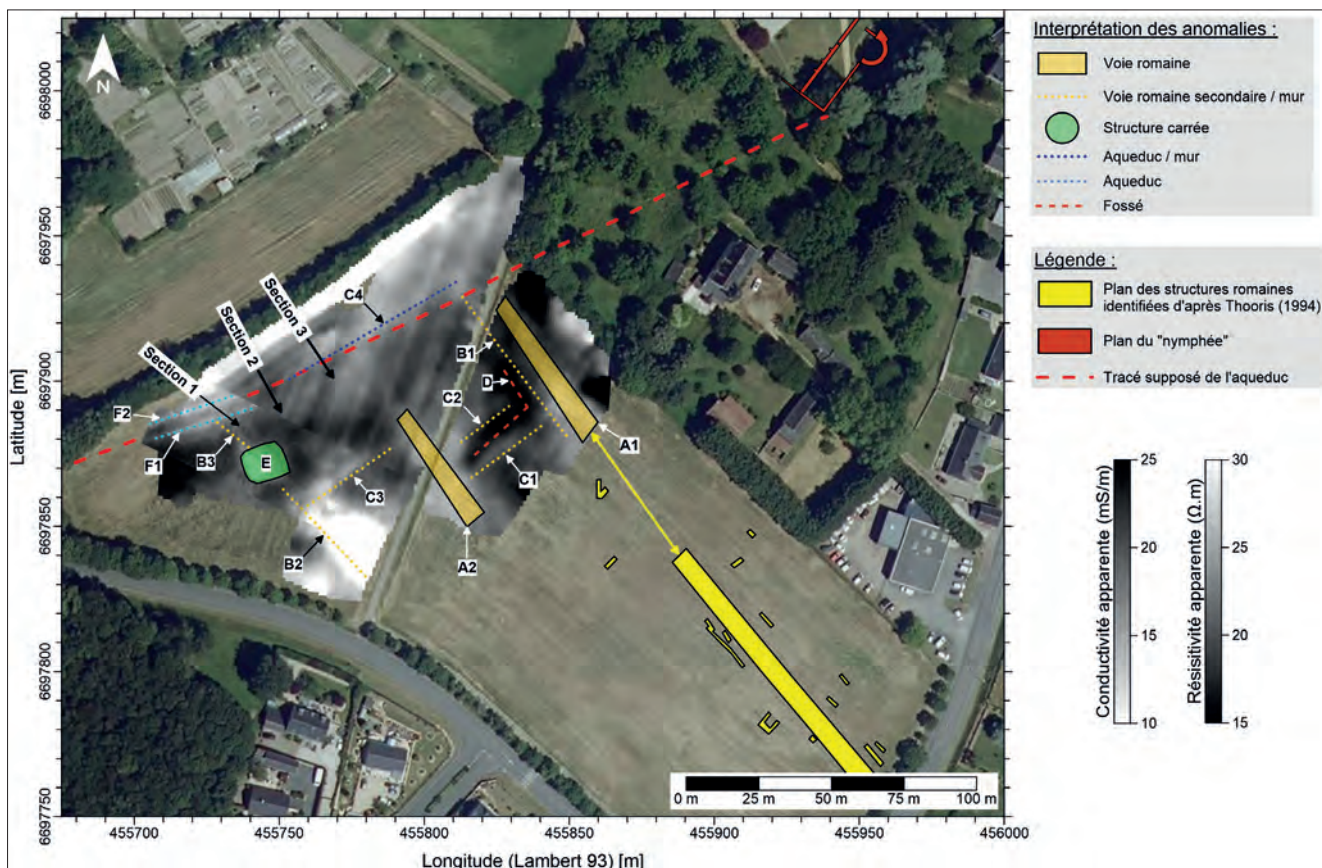 N
Section 1
Section 2
Section 3
C4
B1
D
C2
F2
F1
B3
E
C3
C1
A1
B2
A2
Latitude [m]
6698000
6697950
6697900
6697850
6697800
6697750
455700
455750
455800
455850
455900
455950
456000
Longitude (Lambert 93) [m]
0 m
25 m
50 m
75 m
100 m
Interprétation des anomalies :
Voie romaine
Voie romaine secondaire / mur
Structure carrée
Aqueduc / mur
Aqueduc
Fossé
Légende :
Plan des structures romaines
identifiées d'après Thooris (1994)
Plan du "nymphée"
Tracé supposé de l'aqueduc
Conductivité apparente (mS/m)
25
20
15
10
Résitivité apparente (Ω.m)
30
25
20
15